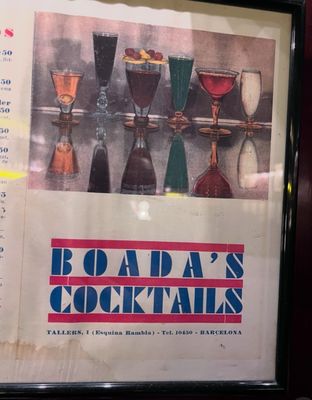 BOADA'S
COCKTAILS
TALLERS, 1 (Esquina Rambla) - Tel. 10450 - BARCELONA